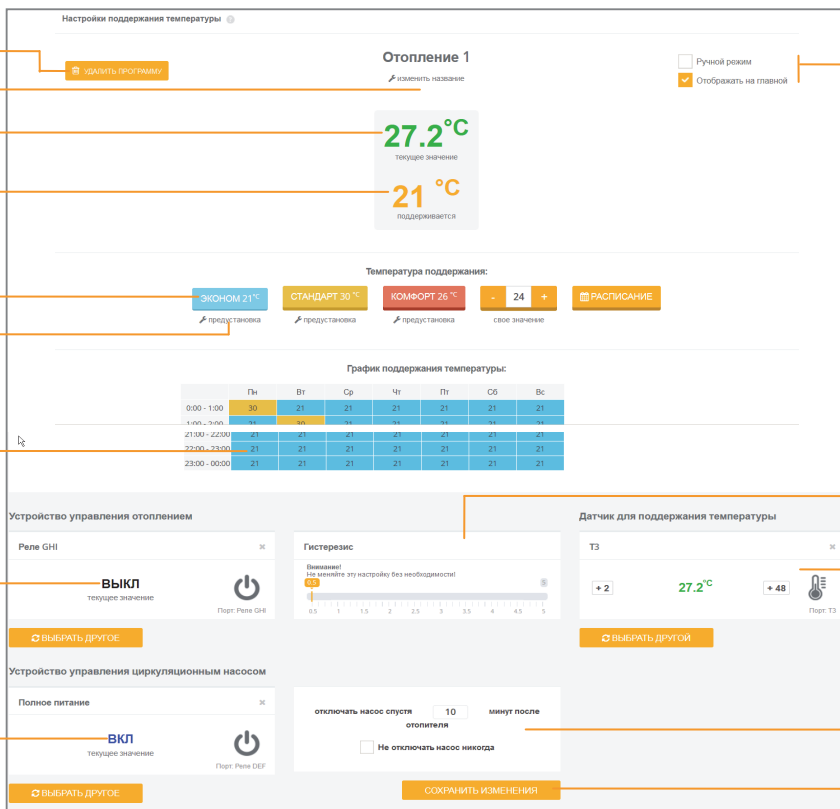 Настройки поддержания температуры ?
УДАЛИТЬ ПРОГРАММУ
Отопление 1
изменить название
Ручной режим
Отображать на главной
27.2°C
текущее значение
21 °C
поддерживается
Температура поддержания:
ЭКОНОМ 21°C СТАНДАРТ 30 °C КОМФОРТ 26 °C - 24 + РАСПИСАНИЕ
предустановка предустановка предустановка свое значение
График поддержания температуры:
Пн Вт Ср Чт Пт Сб Вс
0:00 - 1:00 30 21 21 21 21 21 21
1:00 - 2:00 21 30 21 21 21 21 21
21:00 - 22:00 21 21 21 21 21 21 21
22:00 - 23:00 21 21 21 21 21 21 21
23:00 - 00:00 21 21 21 21 21 21 21
Устройство управления отоплением
Реле GHI ×
ВЫКЛ
текущее значение
Порт: Реле GHI
ВЫБРАТЬ ДРУГОЕ
Гистерезис
Внимание!
Не меняйте эту настройку без необходимости!
0.5 5
0.5 1 1.5 2 2.5 3 3.5 4 4.5 5
Датчик для поддержания температуры
T3 ×
+ 2 27.2°C + 48
Порт: T3
ВЫБРАТЬ ДРУГОЙ
Устройство управления циркуляционным насосом
Полное питание ×
ВКЛ
текущее значение
Порт: Реле DEF
ВЫБРАТЬ ДРУГОЕ
отключать насос спустя 10 минут после
отопителя
Не отключать насос никогда
СОХРАНИТЬ ИЗМЕНЕНИЯ